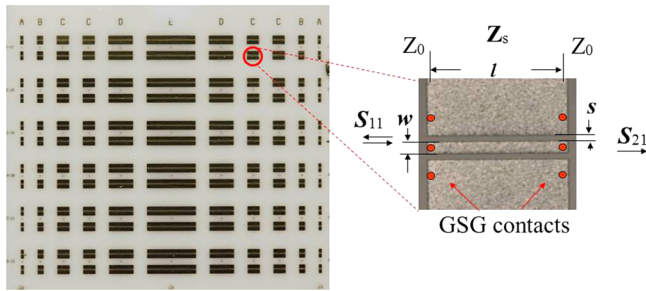 A B C C D E D C C B A
Z0 Zs Z0
l
S11
w
s
S21
GSG contacts